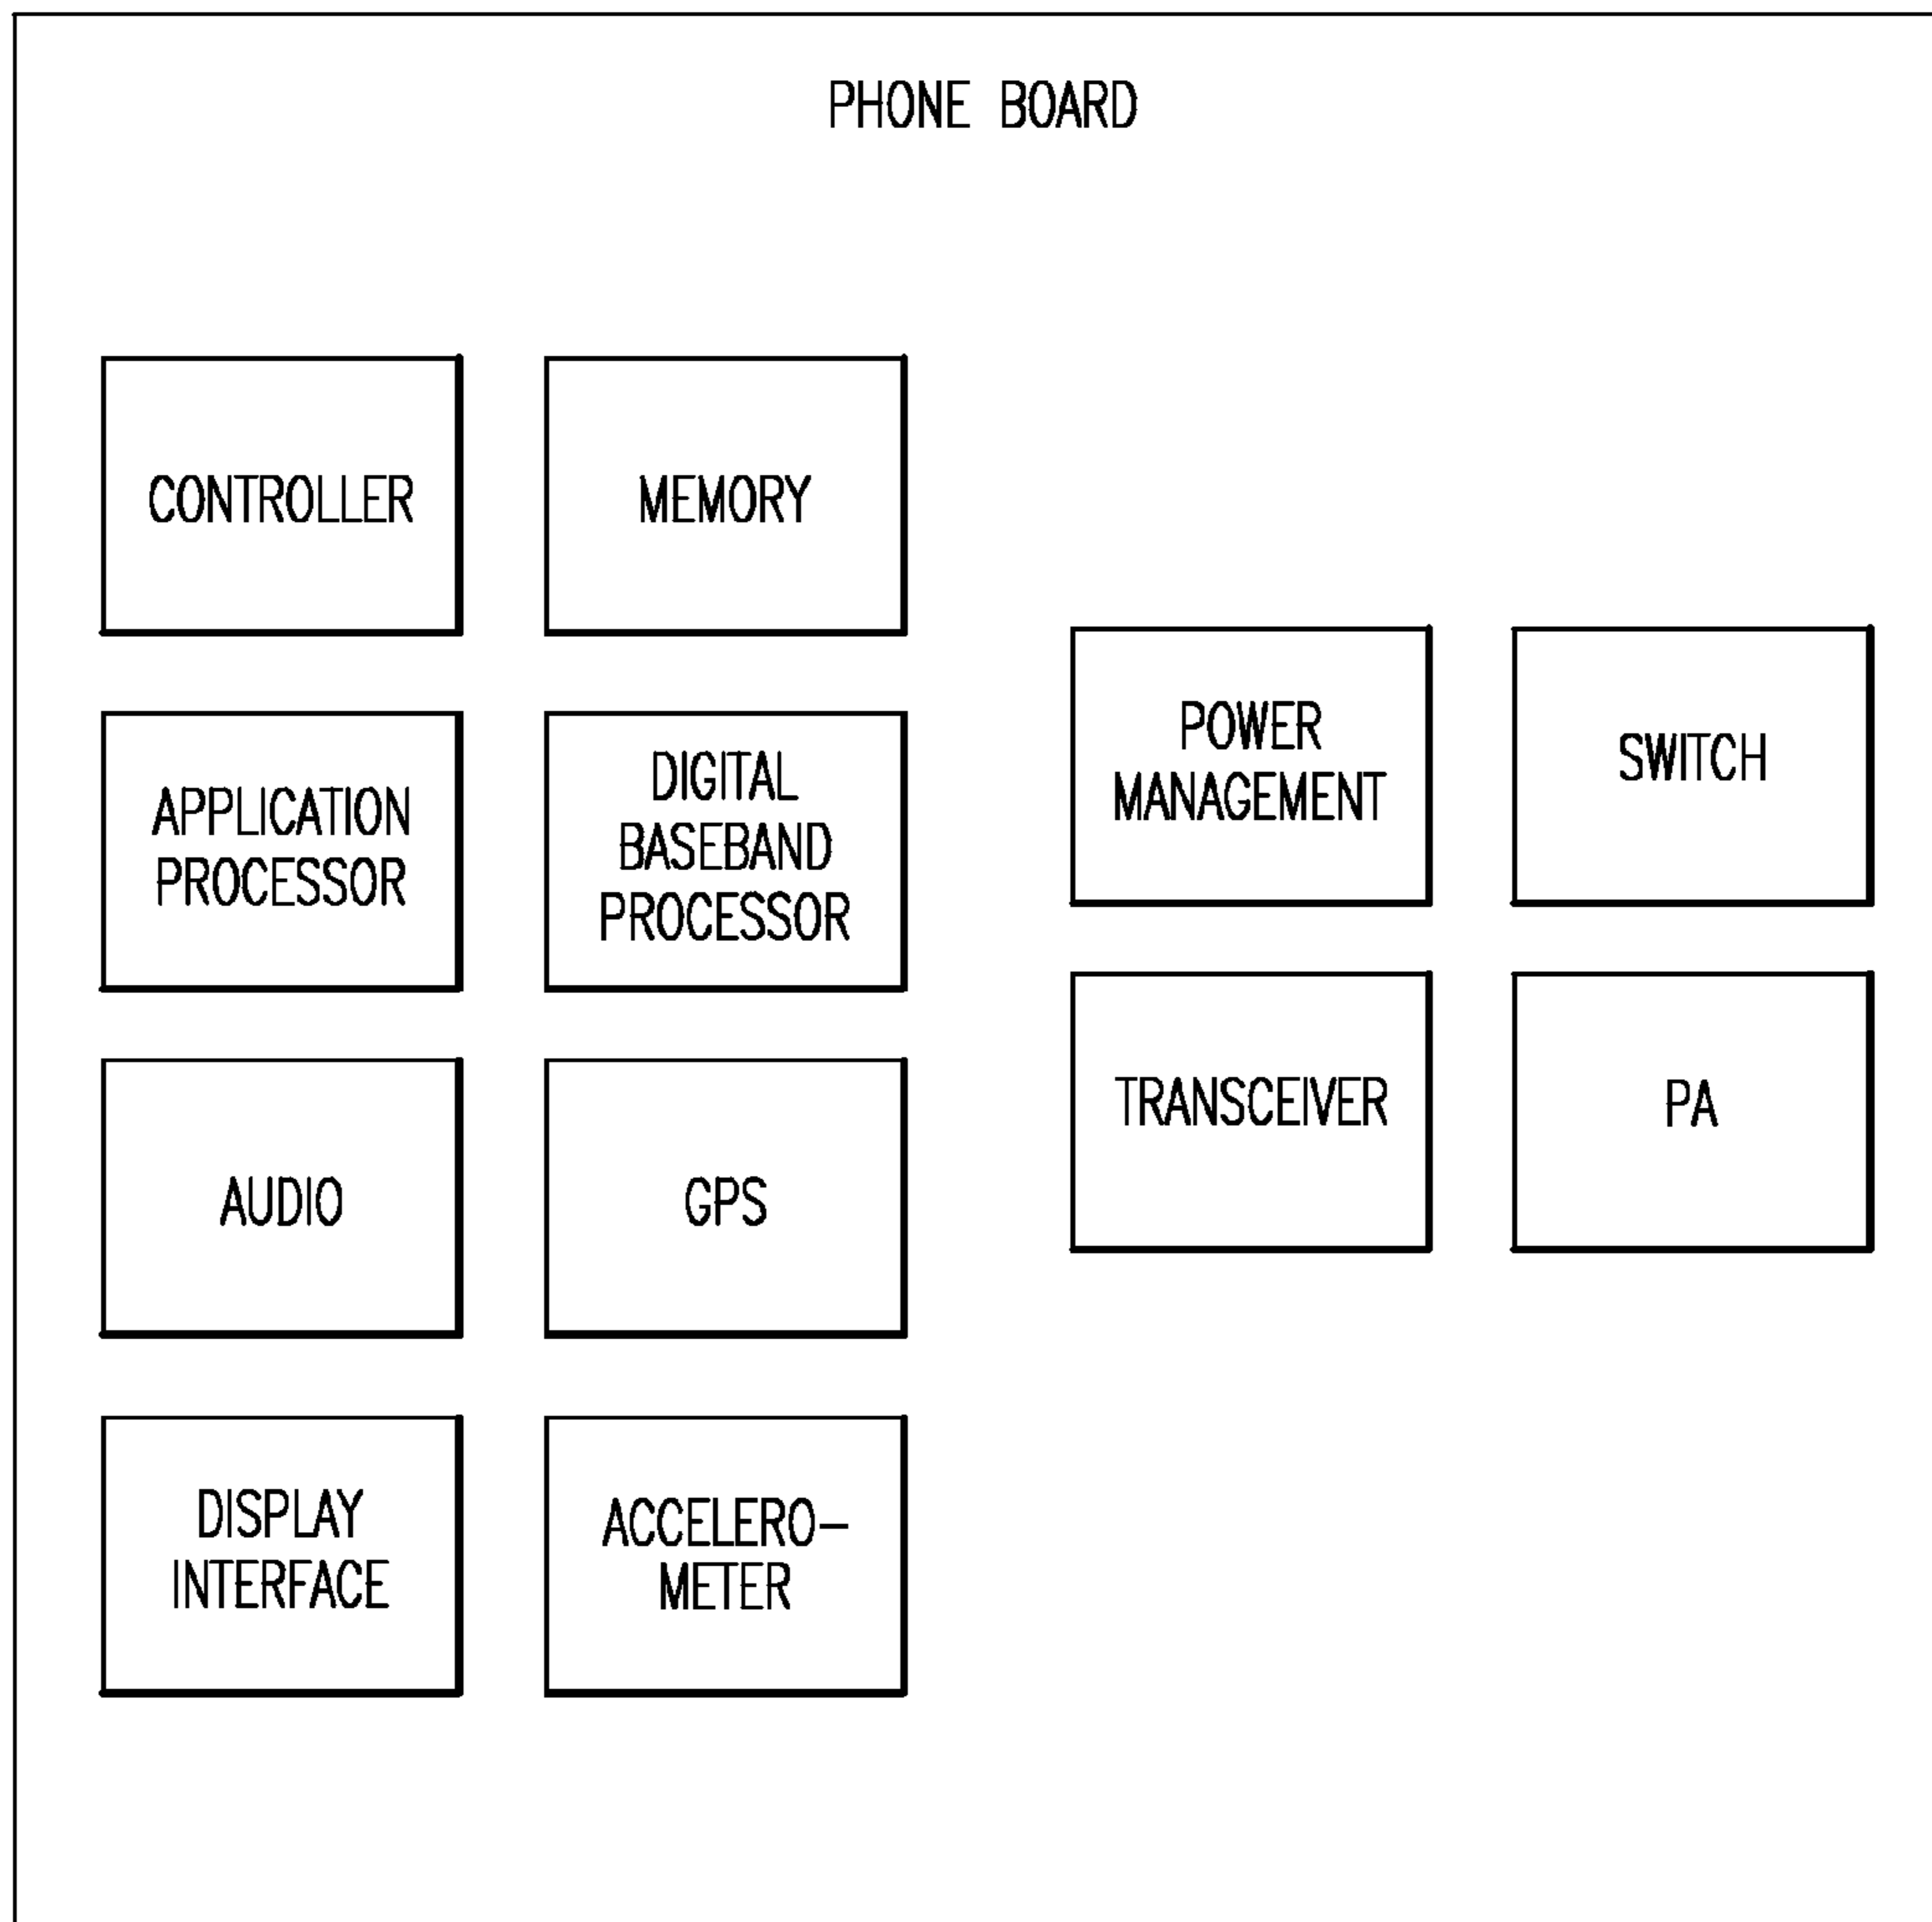 PHONE BOARD
CONTROLLER
MEMORY
APPLICATION
PROCESSOR
DIGITAL
BASEBAND
PROCESSOR
AUDIO
GPS
DISPLAY
INTERFACE
ACCELERO-
METER
POWER
MANAGEMENT
SWITCH
TRANSCEIVER
PA